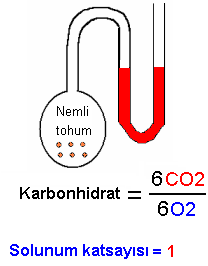 Nemli
tohum
Karbonhidrat = 6CO2
6O2
Solunum katsayısı = 1